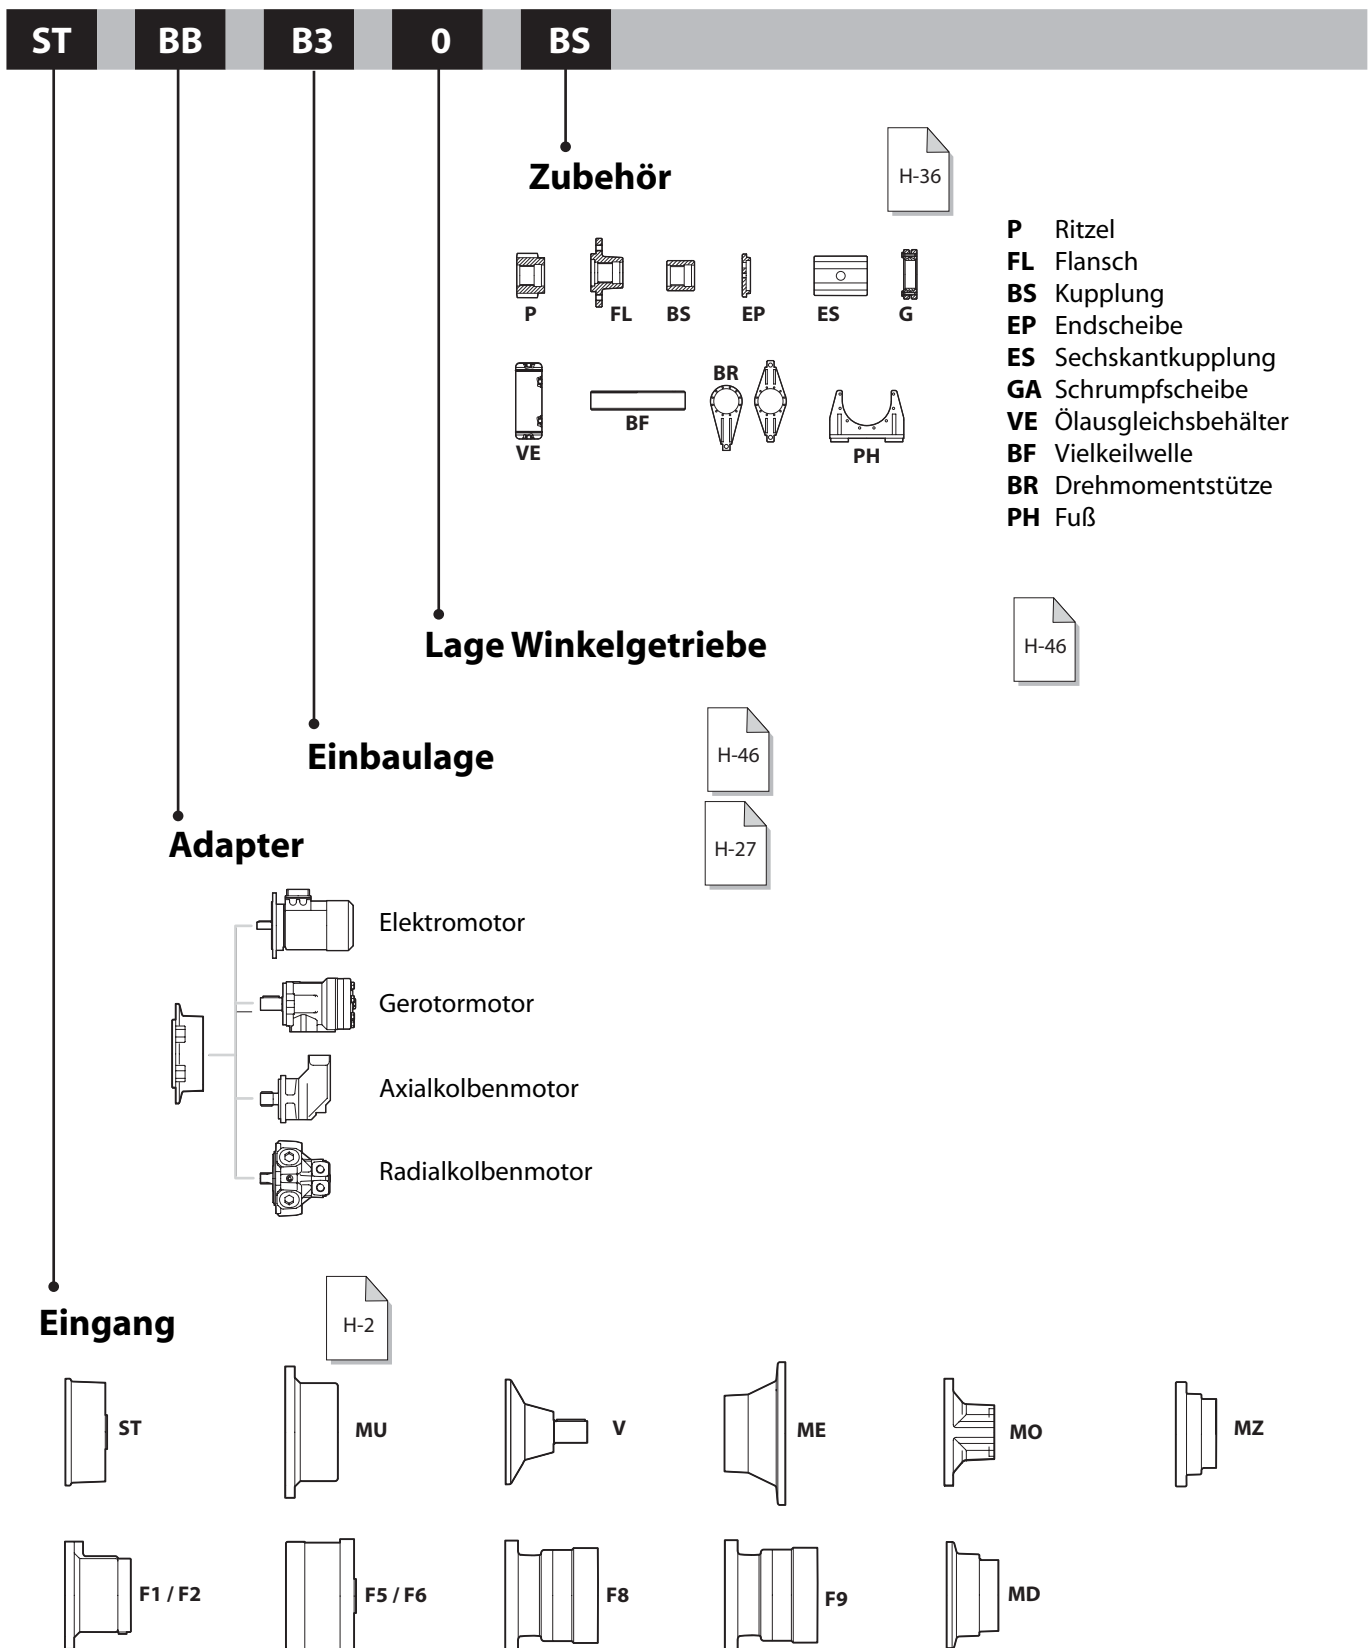 ST BB B3 0 BS
Zubehör
H-36
P Ritzel
FL Flansch
BS Kupplung
EP Endscheibe
ES Sechskantkupplung
GA Schrumpfscheibe
VE Ölausgleichsbehälter
BF Vielkeilwelle
BR Drehmomentstütze
PH Fuß
P FL BS EP ES G
VE BF BR PH
Lage Winkelgetriebe
H-46
Einbaulage
H-46
H-27
Adapter
Elektromotor
Gerotormotor
Axialkolbenmotor
Radialkolbenmotor
Eingang
H-2
ST MU V ME MO MZ
F1 / F2 F5 / F6 F8 F9 MD